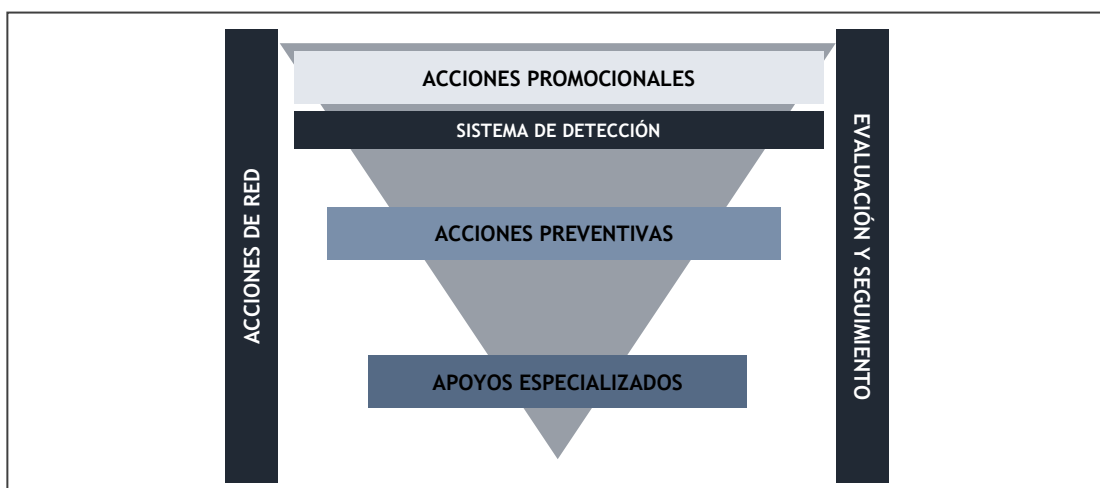 ACCIONES DE RED
ACCIONES PROMOCIONALES
SISTEMA DE DETECCIÓN
ACCIONES PREVENTIVAS
APOYOS ESPECIALIZADOS
EVALUACIÓN Y SEGUIMIENTO